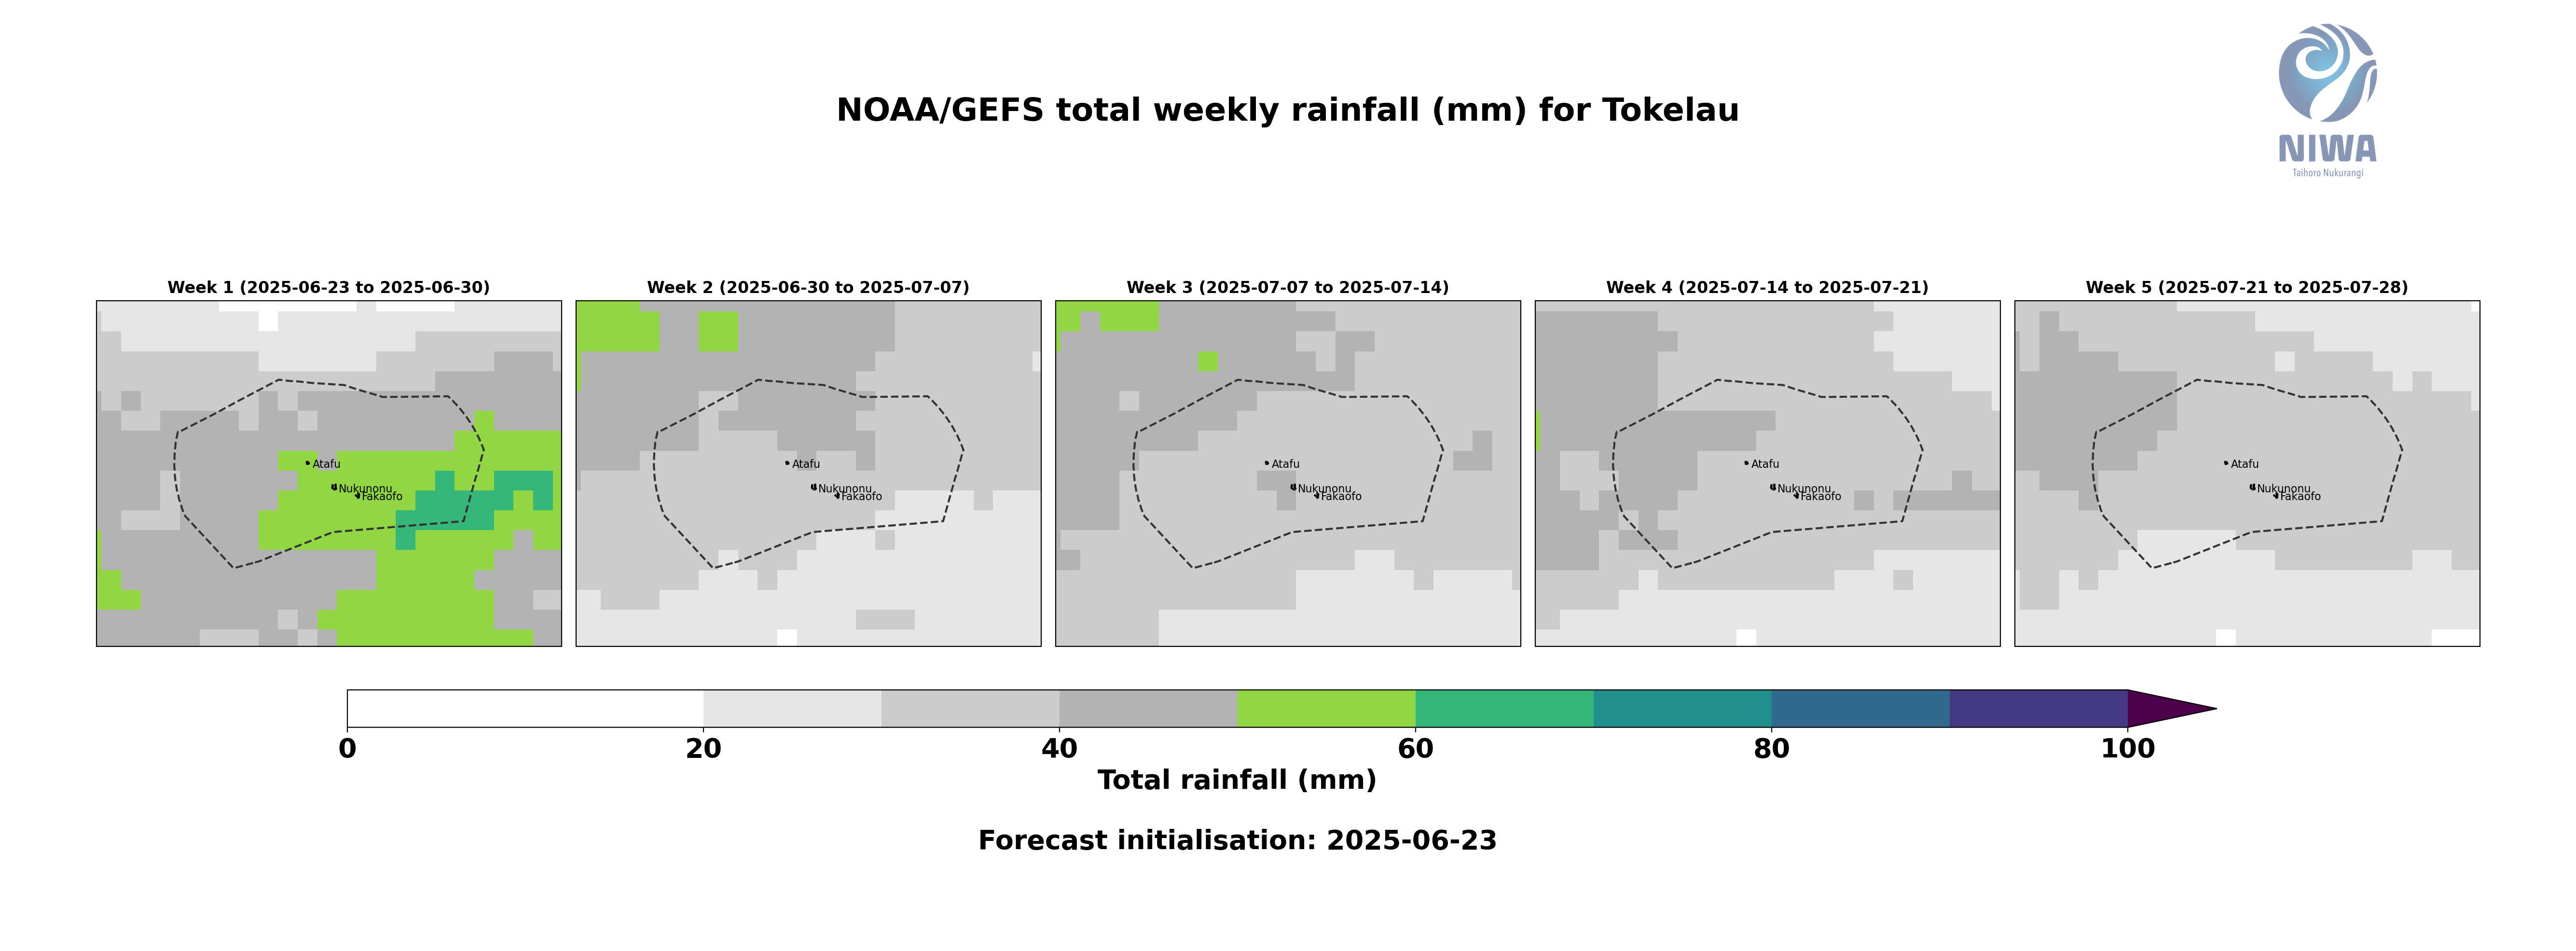 NOAA/GEFS total weekly rainfall (mm) for Tokelau
NIWA
Taihoro Nukurangi
Week 1 (2025-06-23 to 2025-06-30)
Week 2 (2025-06-30 to 2025-07-07)
Week 3 (2025-07-07 to 2025-07-14)
Week 4 (2025-07-14 to 2025-07-21)
Week 5 (2025-07-21 to 2025-07-28)
Atafu
Nukunonu
Fakaofo
Atafu
Nukunonu
Fakaofo
Atafu
Nukunonu
Fakaofo
Atafu
Nukunonu
Fakaofo
Atafu
Nukunonu
Fakaofo
0 20 40 60 80 100
Total rainfall (mm)
Forecast initialisation: 2025-06-23